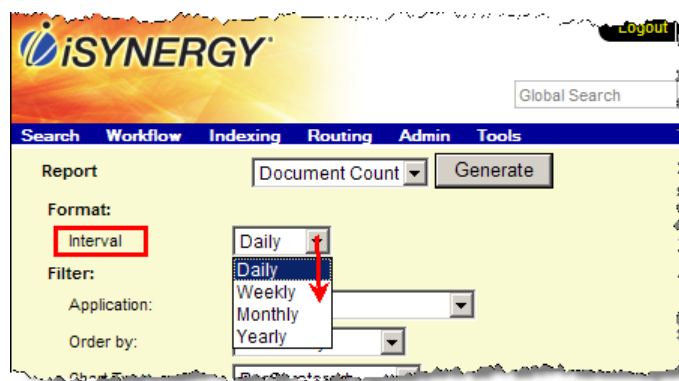 iSYNERGY
Logout
Global Search
Search Workflow Indexing Routing Admin Tools
Report Document Count Generate
Format:
Interval Daily
Daily
Filter:
Weekly
Application:
Monthly
Order by:
Yearly